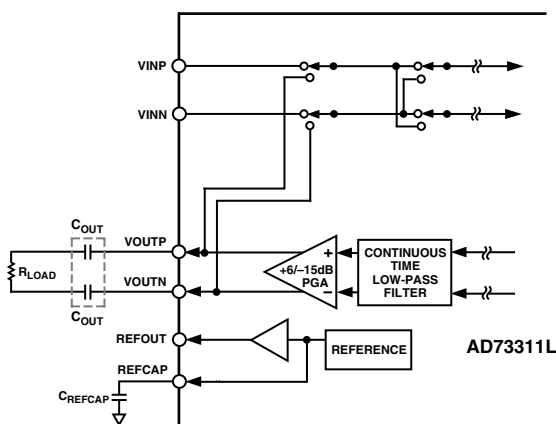 VINP
VINN
COUT
VOUTP
RLOAD
+6/–15dB
PGA
+
–
CONTINUOUS
TIME
LOW-PASS
FILTER
VOUTN
COUT
REFOUT
REFERENCE
AD73311L
REFCAP
CREFCAP